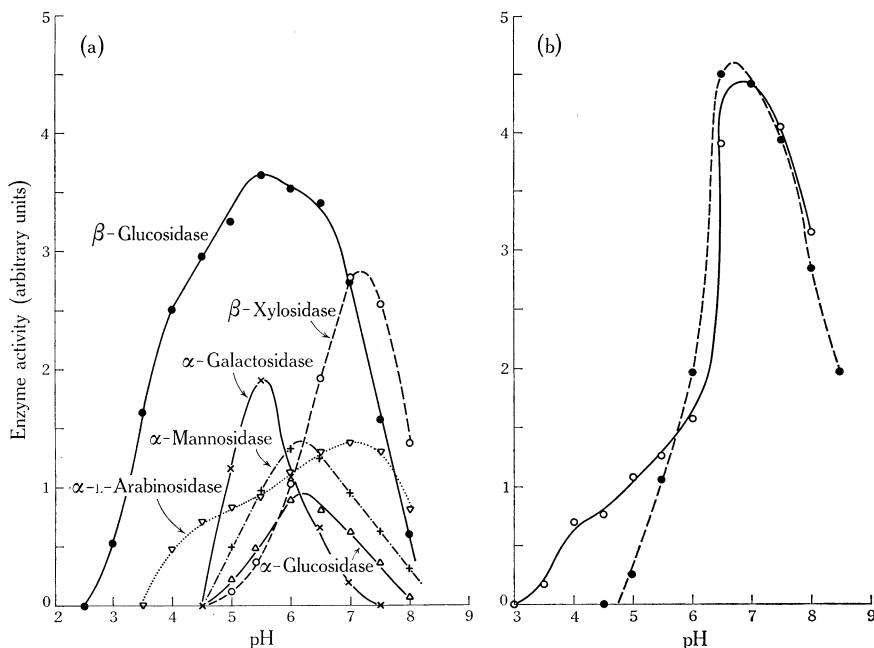 (a)
5
4
3
2
1
0
Enzyme activity (arbitrary units)
β-Glucosidase
β-Xylosidase
α-Galactosidase
α-Mannosidase
α-L-Arabinosidase
α-Glucosidase
2 3 4 5 6 7 8 9
pH
(b)
5
4
3
2
1
0
3 4 5 6 7 8 9
pH